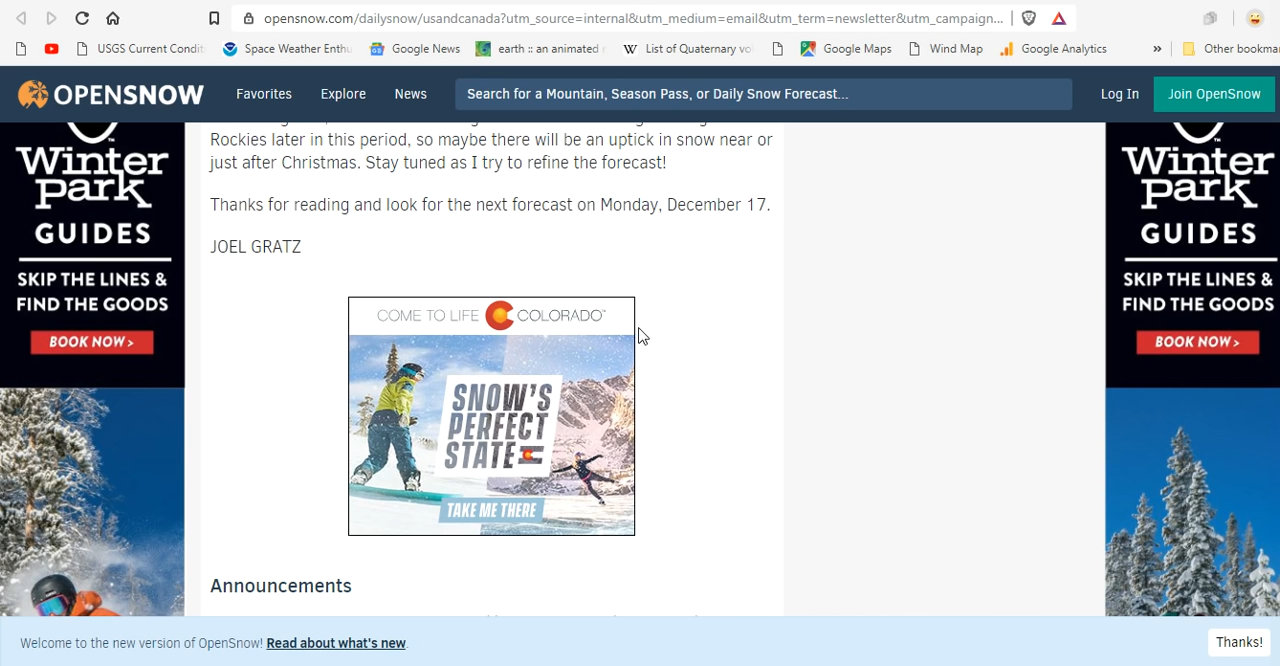 opensnow.com/dailysnow/usandcanada?utm_source=internal&utm_medium=email&utm_term=newsletter&utm_campaign...
USGS Current Condit
Space Weather Enthu
Google News
earth :: an animated
W
List of Quaternary vo
Google Maps
Wind Map
Google Analytics
»
Other bookma
OPENSNOW
Favorites
Explore
News
Search for a Mountain, Season Pass, or Daily Snow Forecast...
Log In
Join OpenSnow
Rockies later in this period, so maybe there will be an uptick in snow near or
just after Christmas. Stay tuned as I try to refine the forecast!
Thanks for reading and look for the next forecast on Monday, December 17.
JOEL GRATZ
Winter
Park
GUIDES
SKIP THE LINES &
FIND THE GOODS
BOOK NOW >
COME TO LIFE COLORADO™
SNOW'S
PERFECT
STATE
TAKE ME THERE
Winter
Park
GUIDES
SKIP THE LINES &
FIND THE GOODS
BOOK NOW >
Announcements
Welcome to the new version of OpenSnow! Read about what's new.
Thanks!